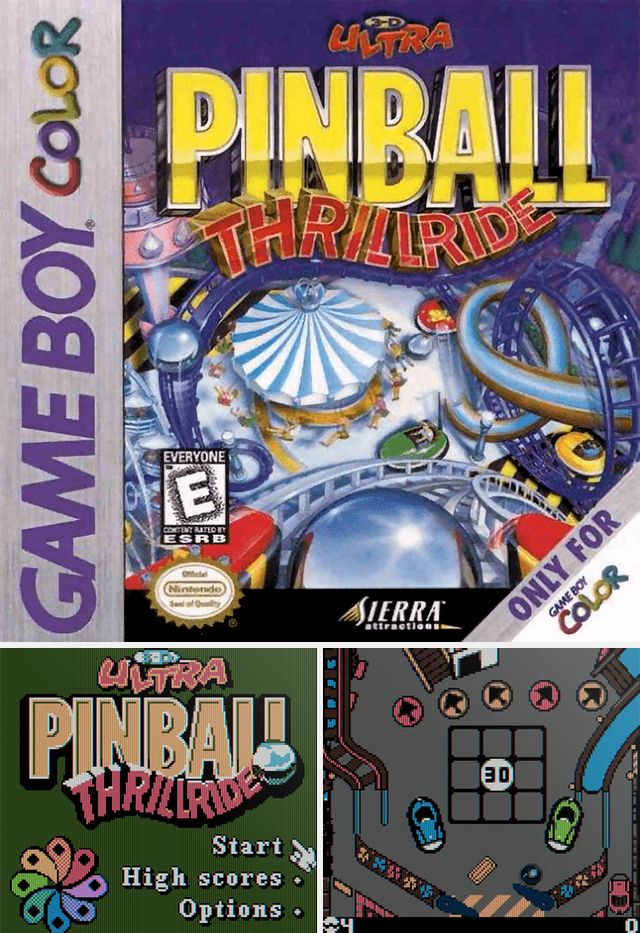 GAME BOY COLOR
3-D
ULTRA
PINBALL
THRILLRIDE
EVERYONE
E
CONTENT RATED BY
ESRB
Official
Nintendo
Seal of Quality
SIERRA
attractions
ONLY FOR
GAME BOY
COLOR
3-D
ULTRA
PINBALL
THRILLRIDE
Start
High scores
Options
3D
4
0